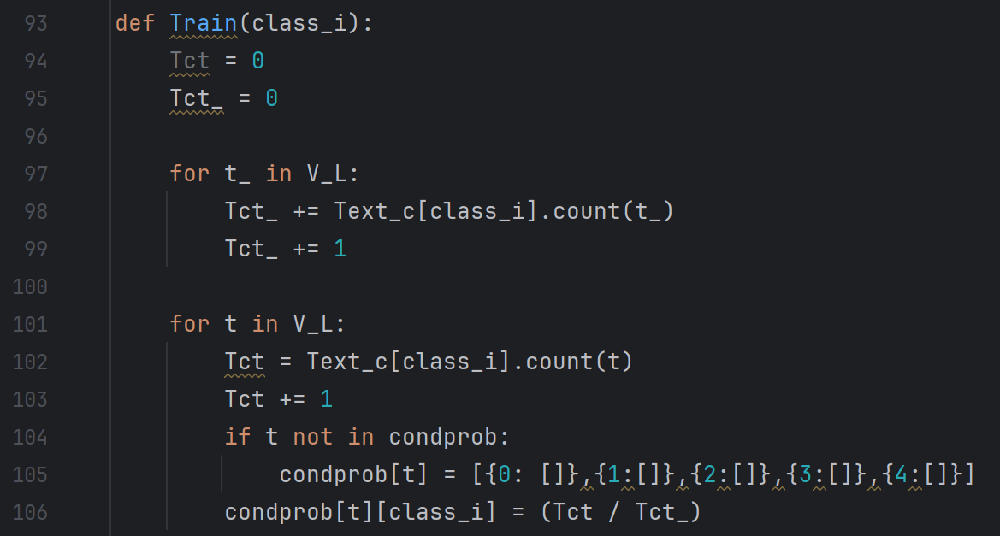 93 def Train(class_i):
94 Tct = 0
95 Tct_ = 0
96
97 for t_ in V_L:
98 Tct_ += Text_c[class_i].count(t_)
99 Tct_ += 1
100
101 for t in V_L:
102 Tct = Text_c[class_i].count(t)
103 Tct += 1
104 if t not in condprob:
105 condprob[t] = [{0: []},{1:[]},{2:[]},{3:[]},{4:[]}]
106 condprob[t][class_i] = (Tct / Tct_)